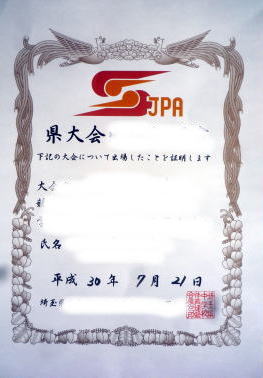 JPA
県大会
下記の大会について出場したことを証明します
大会
氏名
平成 30 年 7 月 21 日
埼玉県